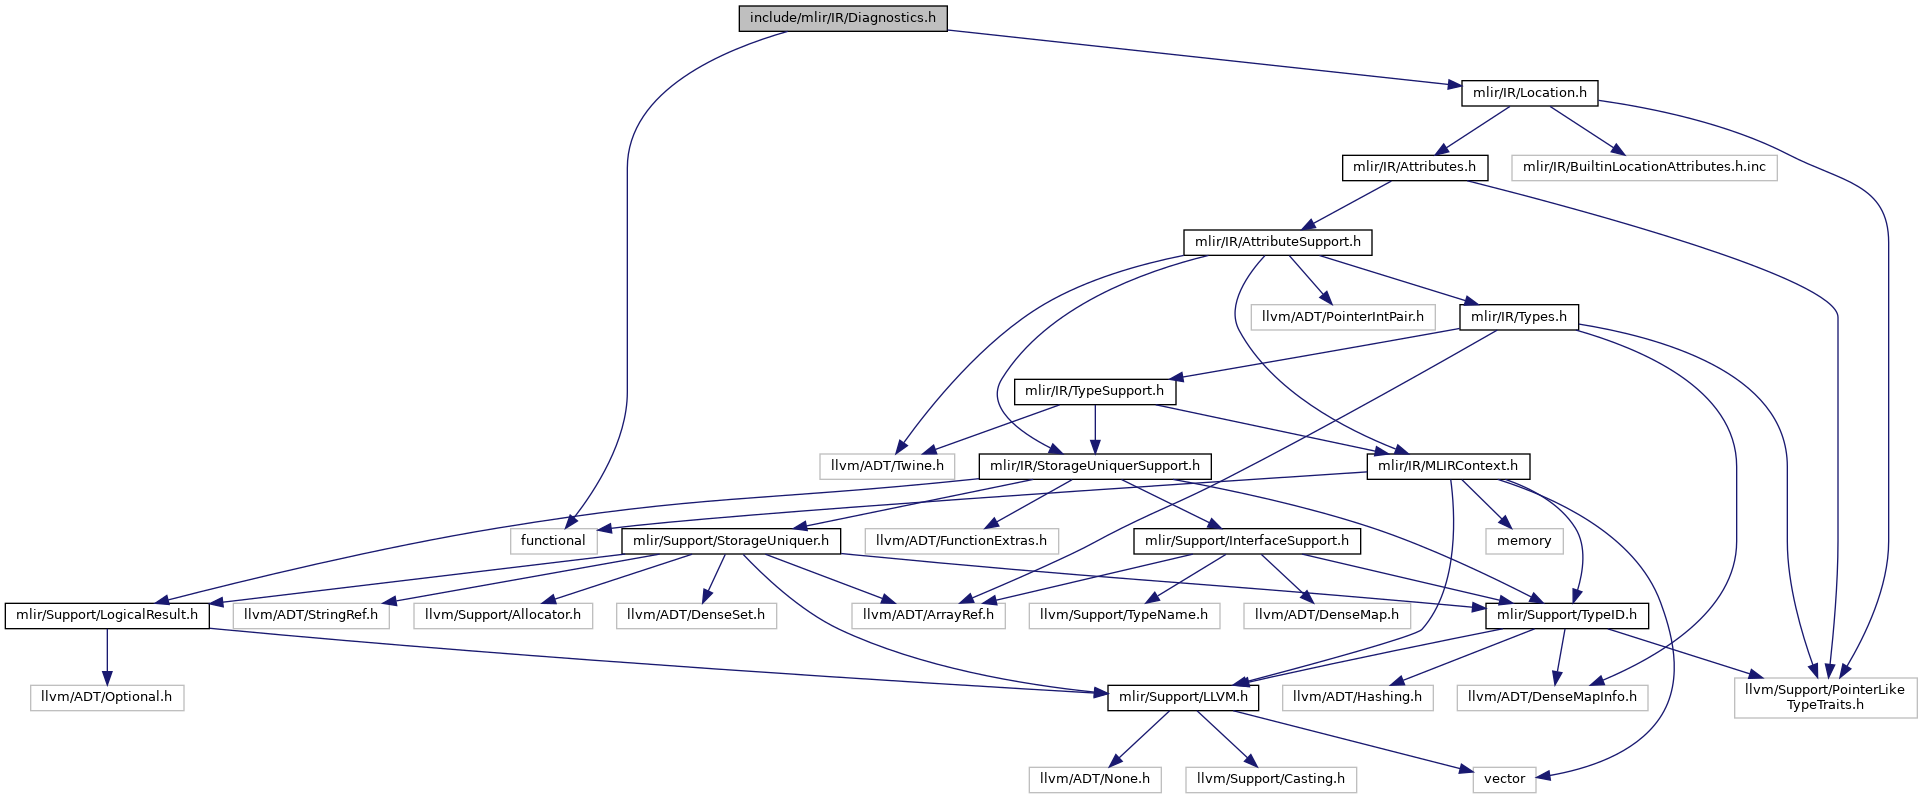 include/mlir/IR/Diagnostics.h
mlir/IR/Location.h
mlir/IR/Attributes.h
mlir/IR/BuiltinLocationAttributes.h.inc
mlir/IR/AttributeSupport.h
llvm/ADT/PointerIntPair.h
mlir/IR/Types.h
mlir/IR/TypeSupport.h
llvm/ADT/Twine.h
mlir/IR/StorageUniquerSupport.h
mlir/IR/MLIRContext.h
functional
mlir/Support/StorageUniquer.h
llvm/ADT/FunctionExtras.h
mlir/Support/InterfaceSupport.h
memory
mlir/Support/LogicalResult.h
llvm/ADT/StringRef.h
llvm/Support/Allocator.h
llvm/ADT/DenseSet.h
llvm/ADT/ArrayRef.h
llvm/Support/TypeName.h
llvm/ADT/DenseMap.h
mlir/Support/TypeID.h
llvm/ADT/Optional.h
mlir/Support/LLVM.h
llvm/ADT/Hashing.h
llvm/ADT/DenseMapInfo.h
llvm/Support/PointerLike
TypeTraits.h
llvm/ADT/None.h
llvm/Support/Casting.h
vector